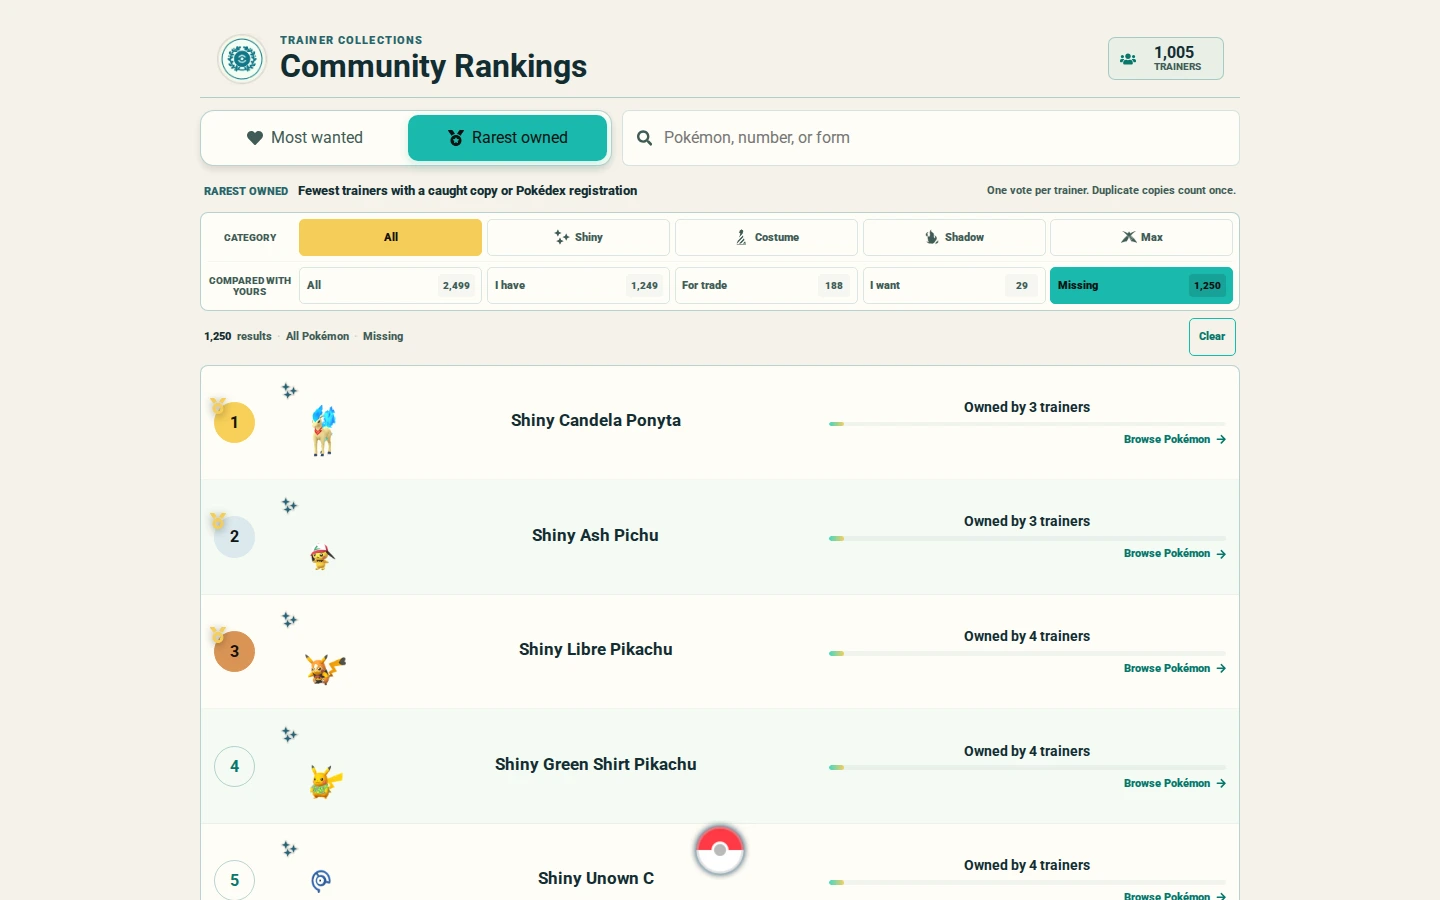 TRAINER COLLECTIONS
Community Rankings
1,005
TRAINERS
Most wanted
Rarest owned
Pokémon, number, or form
RAREST OWNED Fewest trainers with a caught copy or Pokédex registration
One vote per trainer. Duplicate copies count once.
CATEGORY
All
Shiny
Costume
Shadow
Max
COMPARED WITH
YOURS
All 2,499
I have 1,249
For trade 188
I want 29
Missing 1,250
1,250 results · All Pokémon · Missing
Clear
1
Shiny Candela Ponyta
Owned by 3 trainers
Browse Pokémon →
2
Shiny Ash Pichu
Owned by 3 trainers
Browse Pokémon →
3
Shiny Libre Pikachu
Owned by 4 trainers
Browse Pokémon →
4
Shiny Green Shirt Pikachu
Owned by 4 trainers
Browse Pokémon →
5
Shiny Unown C
Owned by 4 trainers
Browse Pokémon →